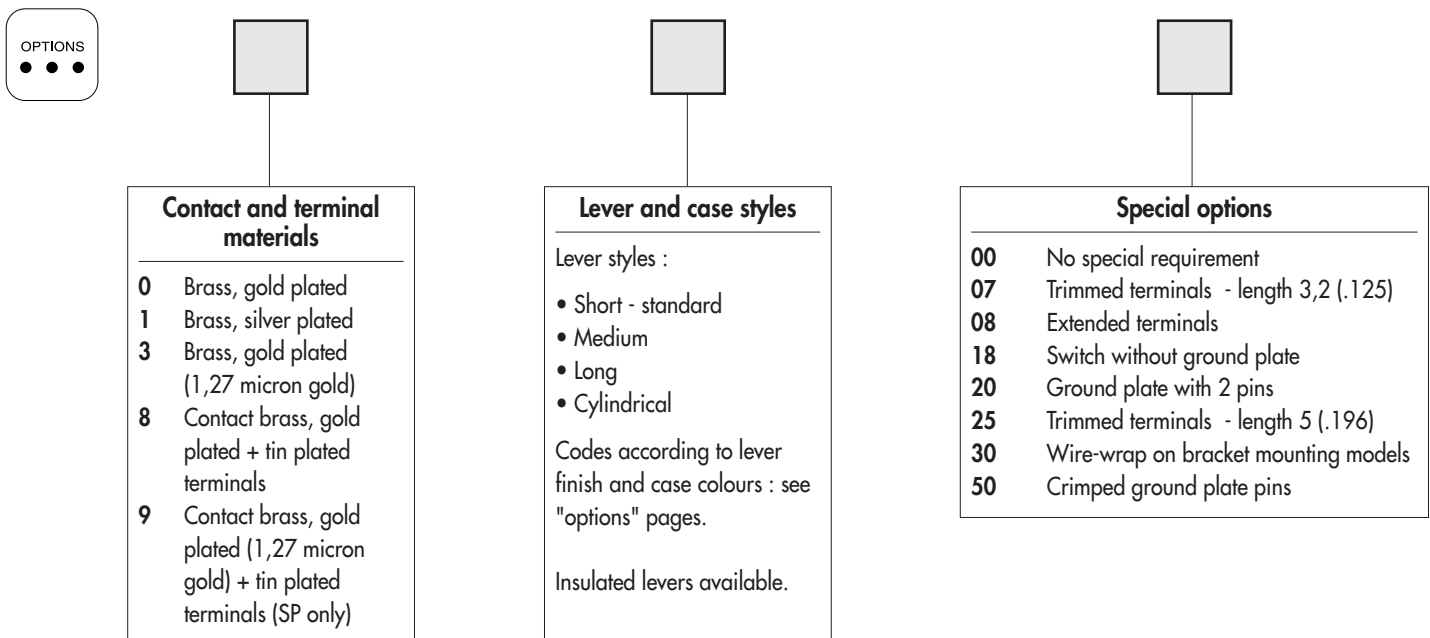 OPTIONS
Contact and terminal
materials
0 Brass, gold plated
1 Brass, silver plated
3 Brass, gold plated
(1,27 micron gold)
8 Contact brass, gold
plated + tin plated
terminals
9 Contact brass, gold
plated (1,27 micron
gold) + tin plated
terminals (SP only)
Lever and case styles
Lever styles :
• Short - standard
• Medium
• Long
• Cylindrical
Codes according to lever
finish and case colours : see
"options" pages.
Insulated levers available.
Special options
00 No special requirement
07 Trimmed terminals - length 3,2 (.125)
08 Extended terminals
18 Switch without ground plate
20 Ground plate with 2 pins
25 Trimmed terminals - length 5 (.196)
30 Wire-wrap on bracket mounting models
50 Crimped ground plate pins